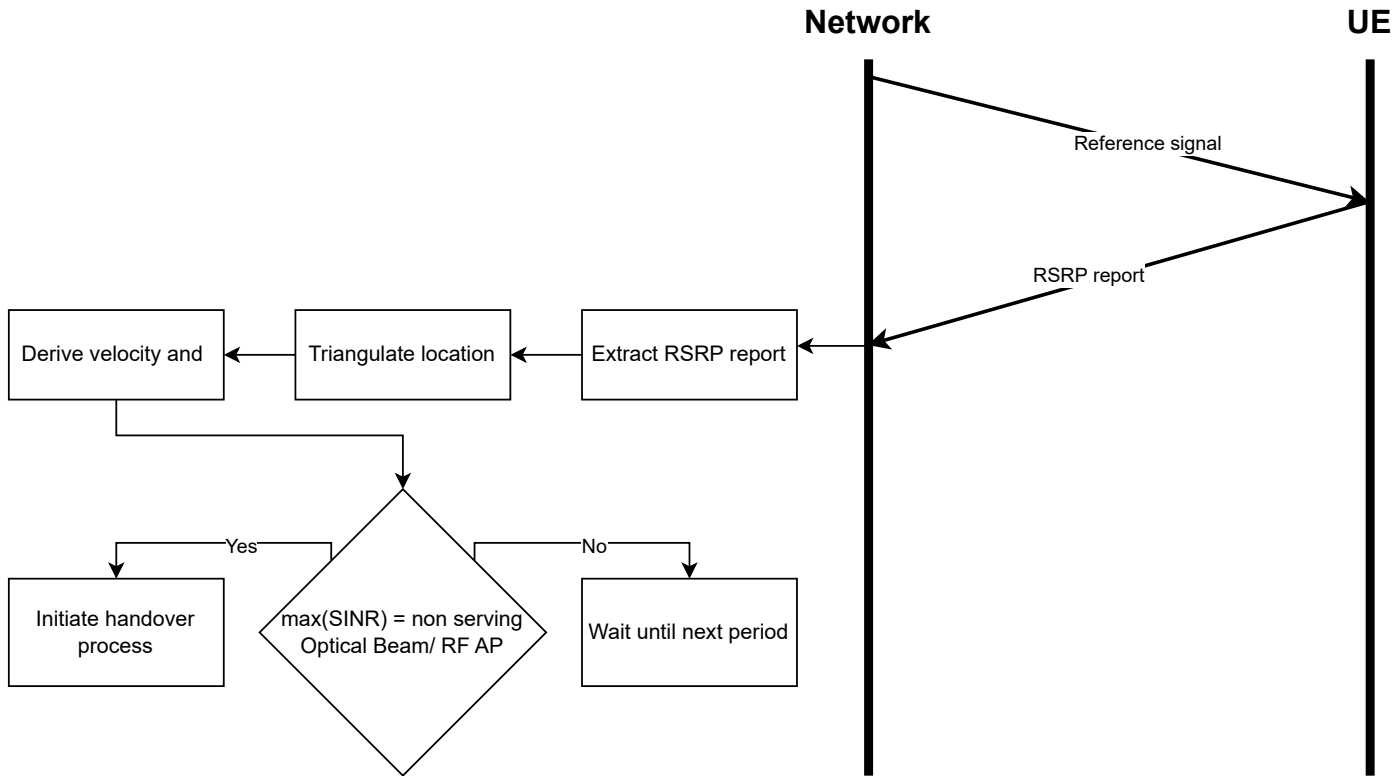 Network
UE
Reference signal
RSRP report
Derive velocity and
Triangulate location
Extract RSRP report
Yes
No
Initiate handover
process
max(SINR) = non serving
Optical Beam/ RF AP
Wait until next period